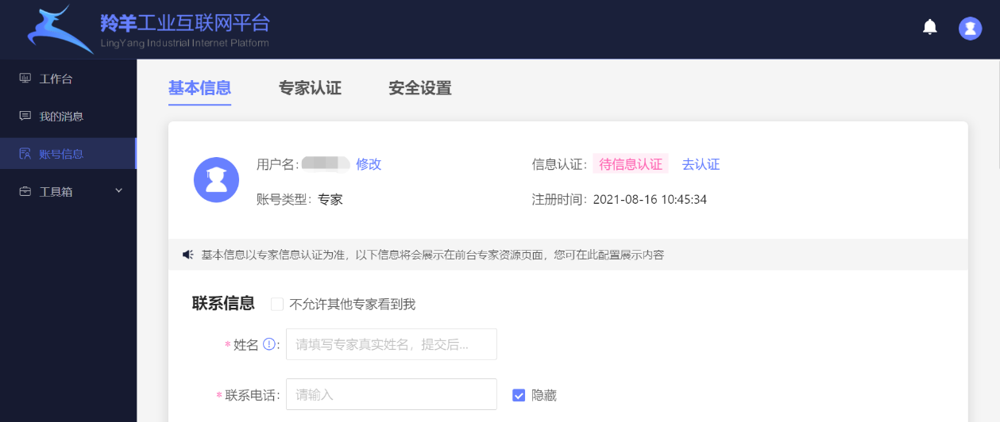 羚羊工业互联网平台
LingYang Industrial Internet Platform
工作台
我的消息
账号信息
工具箱
基本信息 专家认证 安全设置
用户名: 修改 信息认证: 待信息认证 去认证
账号类型: 专家 注册时间: 2021-08-16 10:45:34
基本信息以专家信息认证为准，以下信息将会展示在前台专家资源页面，您可在此配置展示内容
联系信息 不允许其他专家看到我
* 姓名 : 请填写专家真实姓名，提交后...
* 联系电话: 请输入 隐藏